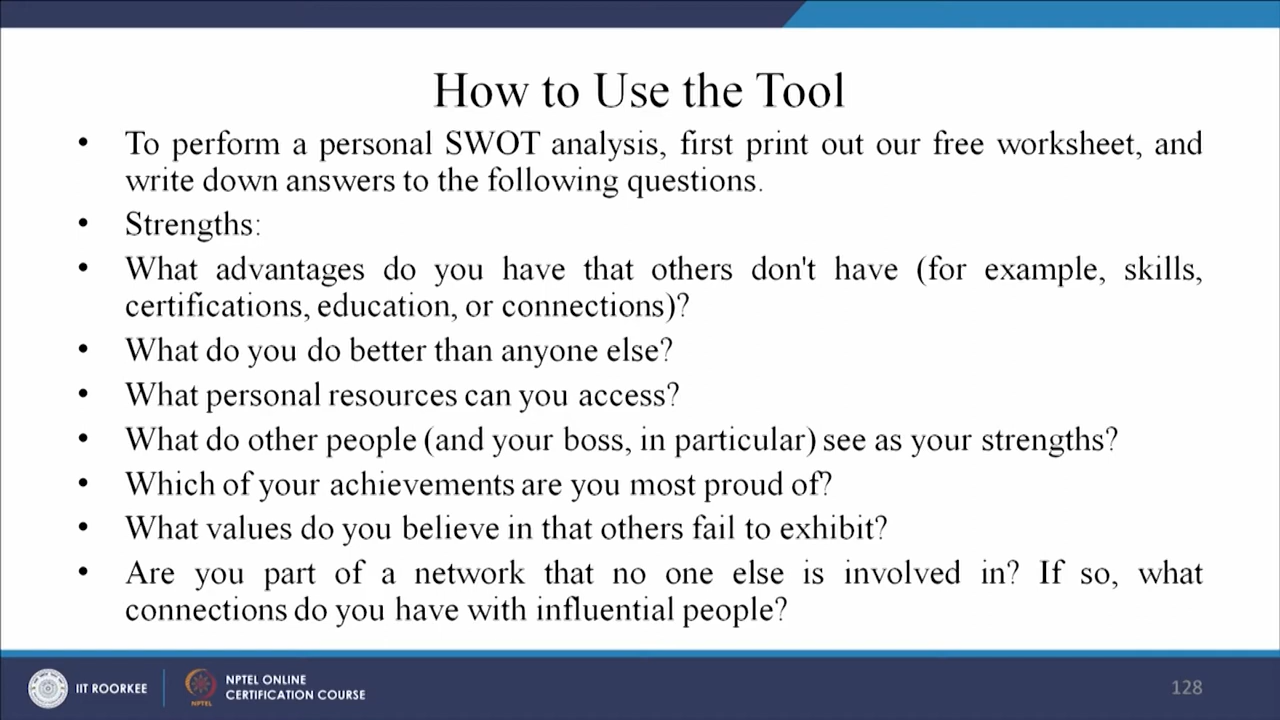 How to Use the Tool
• To perform a personal SWOT analysis, first print out our free worksheet, and
write down answers to the following questions.
• Strengths:
• What advantages do you have that others don't have (for example, skills,
certifications, education, or connections)?
• What do you do better than anyone else?
• What personal resources can you access?
• What do other people (and your boss, in particular) see as your strengths?
• Which of your achievements are you most proud of?
• What values do you believe in that others fail to exhibit?
• Are you part of a network that no one else is involved in? If so, what
connections do you have with influential people?
IIT ROORKEE
NPTEL
NPTEL ONLINE
CERTIFICATION COURSE
128